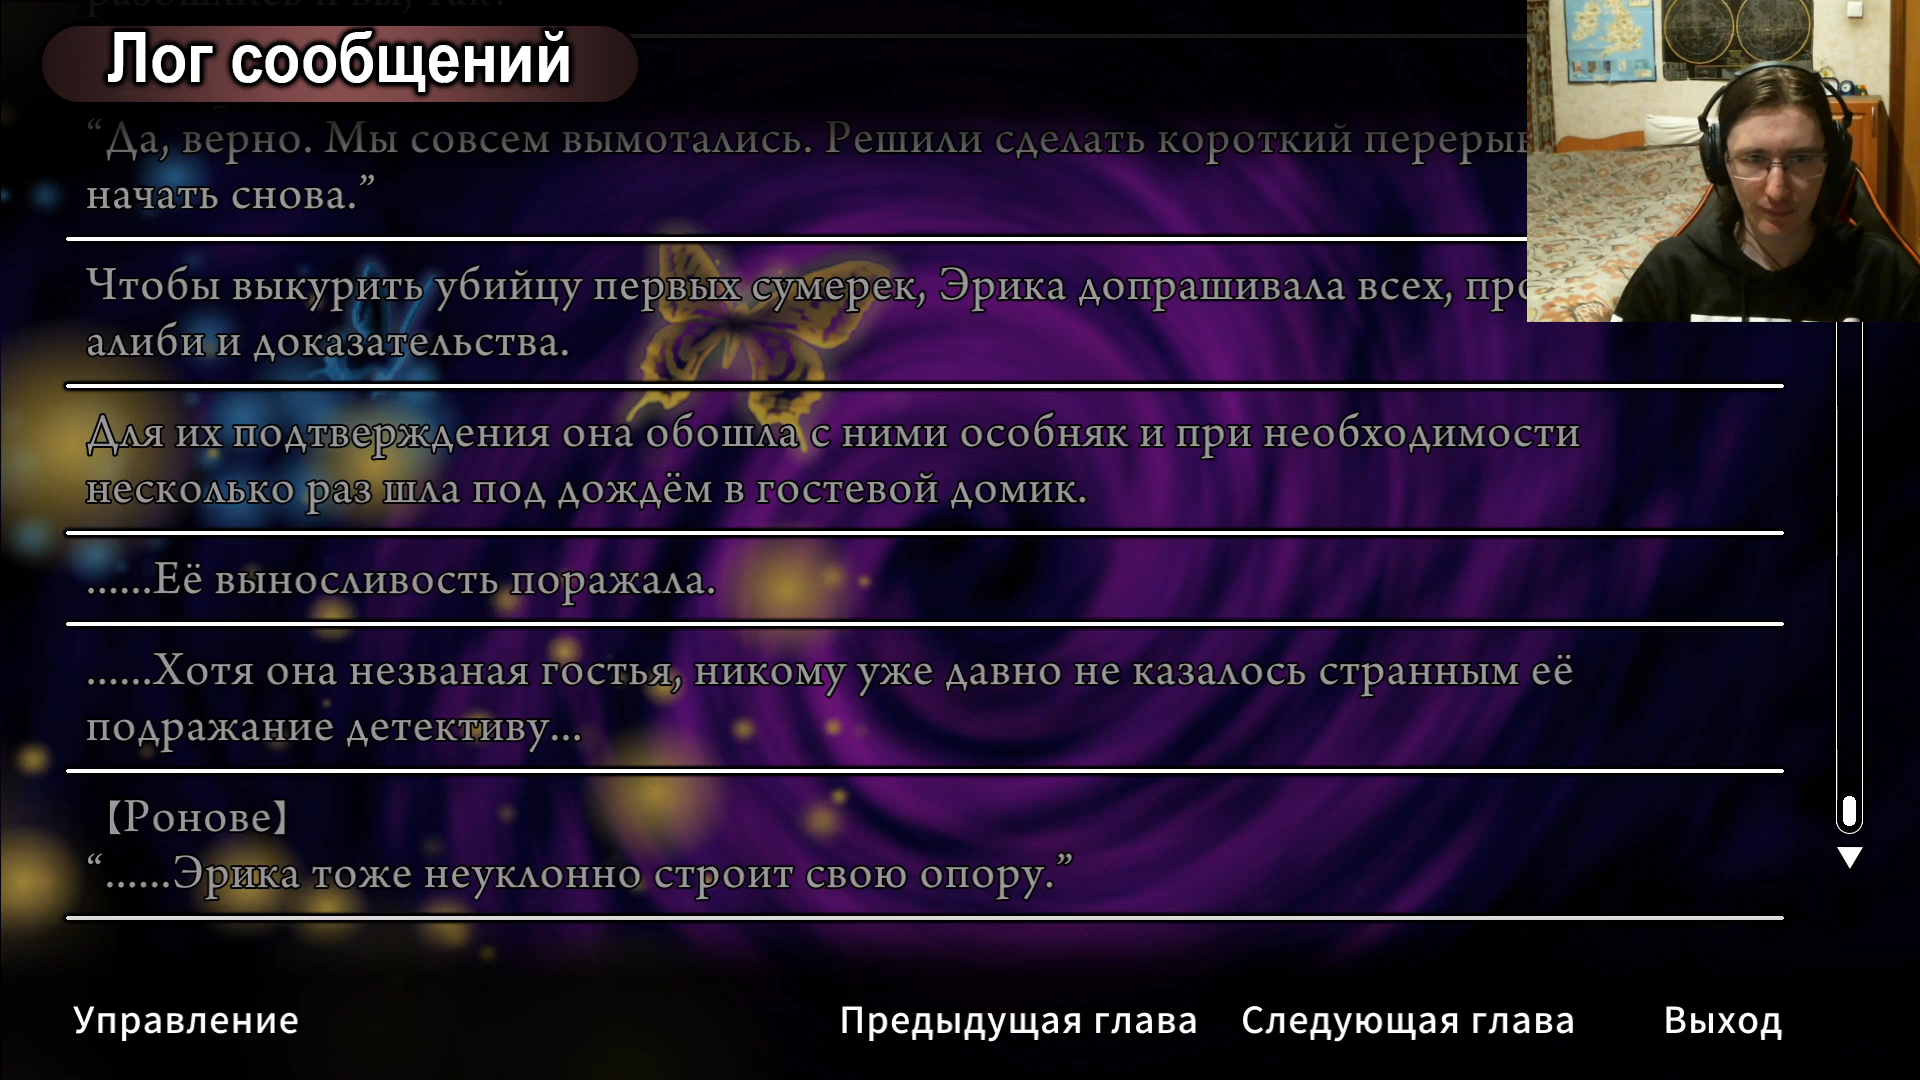 Лог сообщений
“Да, верно. Мы совсем вымотались. Решили сделать короткий
начать снова.”
Чтобы выкурить убийцу первых сумерек, Эрика допрашивала всех,
алиби и доказательства.
Для их подтверждения она обошла с ними особняк и при необходимости
несколько раз шла под дождём в гостевой домик.
......Её выносливость поражала.
......Хотя она незваная гостья, никому уже давно не казалось странным её
подражание детективу...
【Ронове】
“......Эрика тоже неуклонно строит свою опору.”
Управление
Предыдущая глава
Следующая глава
Выход